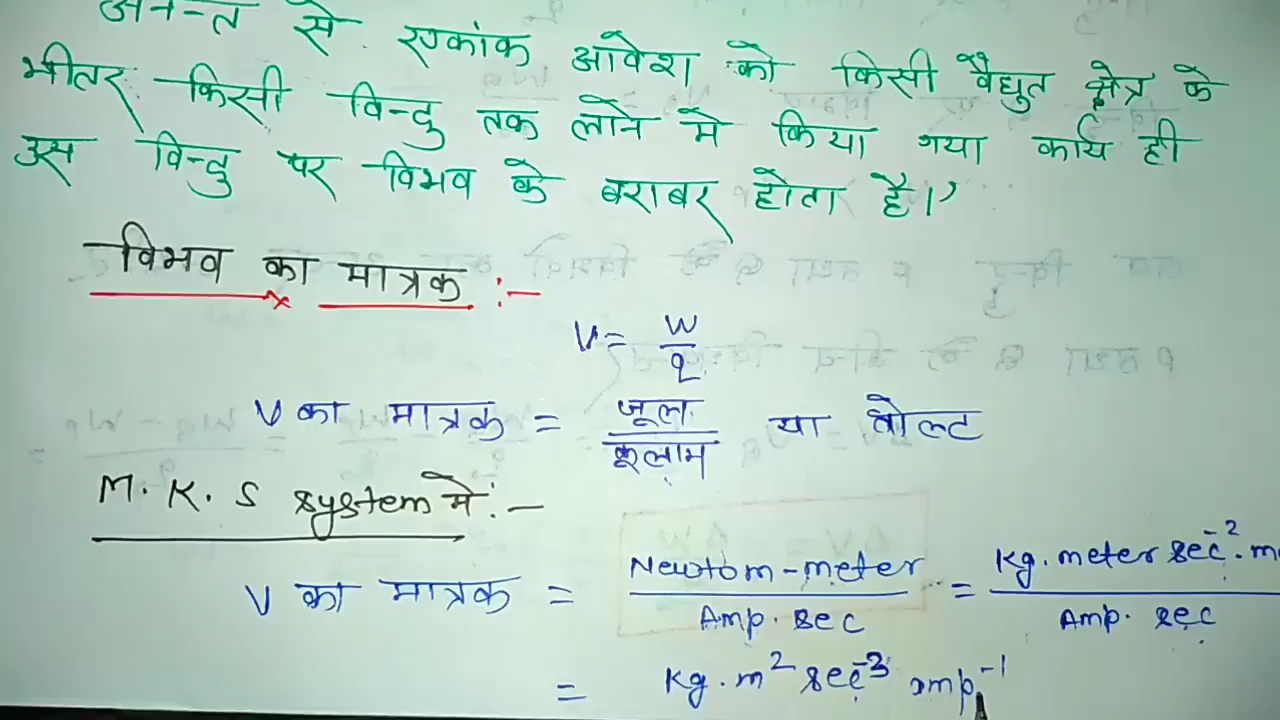 अनन्त से एकांक आवेश को किसी वैद्युत क्षेत्र के
भीतर किसी विन्दु तक लाने मे किया गया कार्य ही
उस विन्दु पर विभव के बराबर होता है।’
विभव का मात्रक :-
V = W/q
V का मात्रक = जूल/कूलाम या वोल्ट
M. K. S system में :-
V का मात्रक = Newtom-meter/Amp. sec = Kg. meter sec⁻².
Amp. sec
= Kg. m² sec⁻³ amp⁻¹